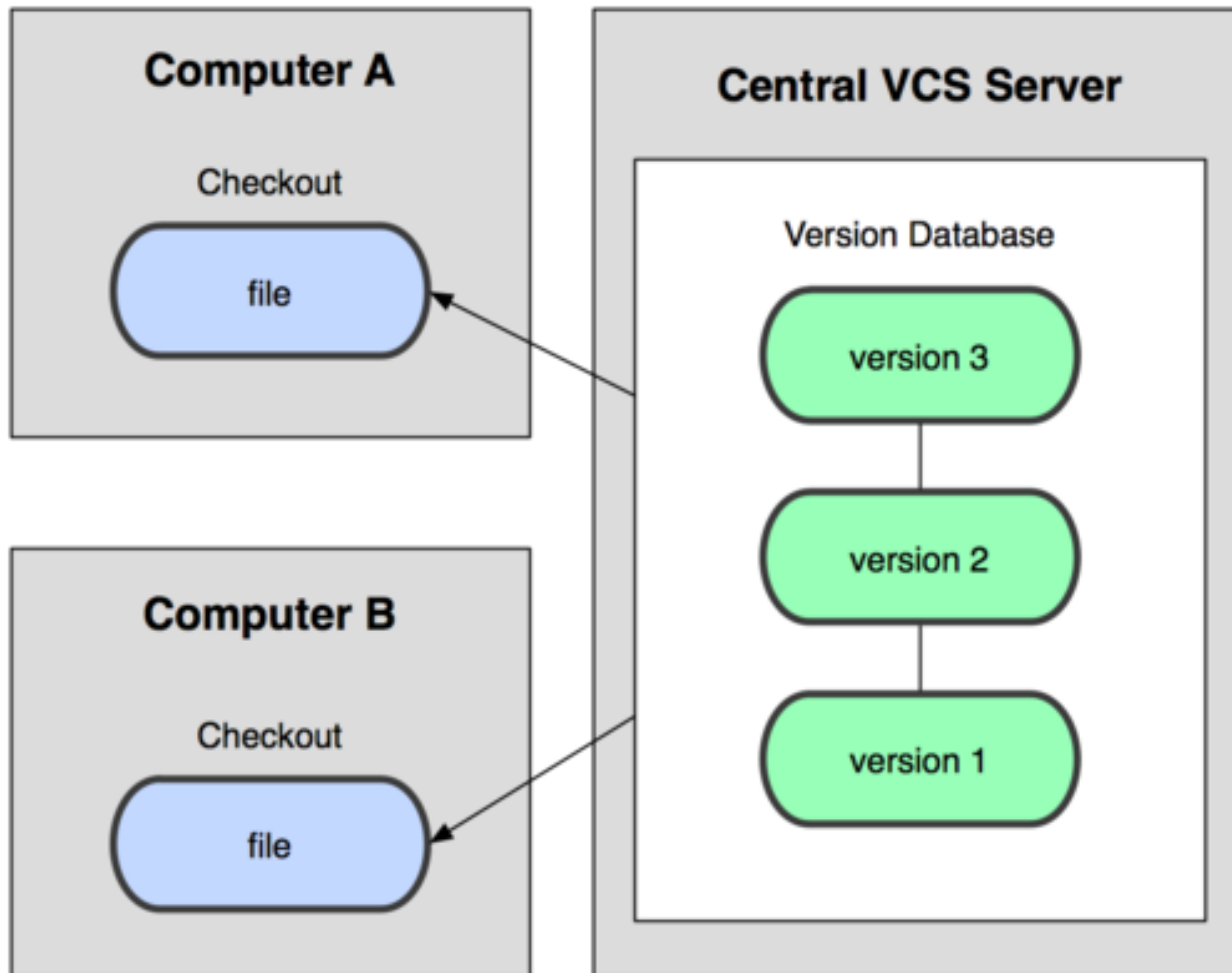 Computer A
Checkout
file
Computer B
Checkout
file
Central VCS Server
Version Database
version 3
version 2
version 1